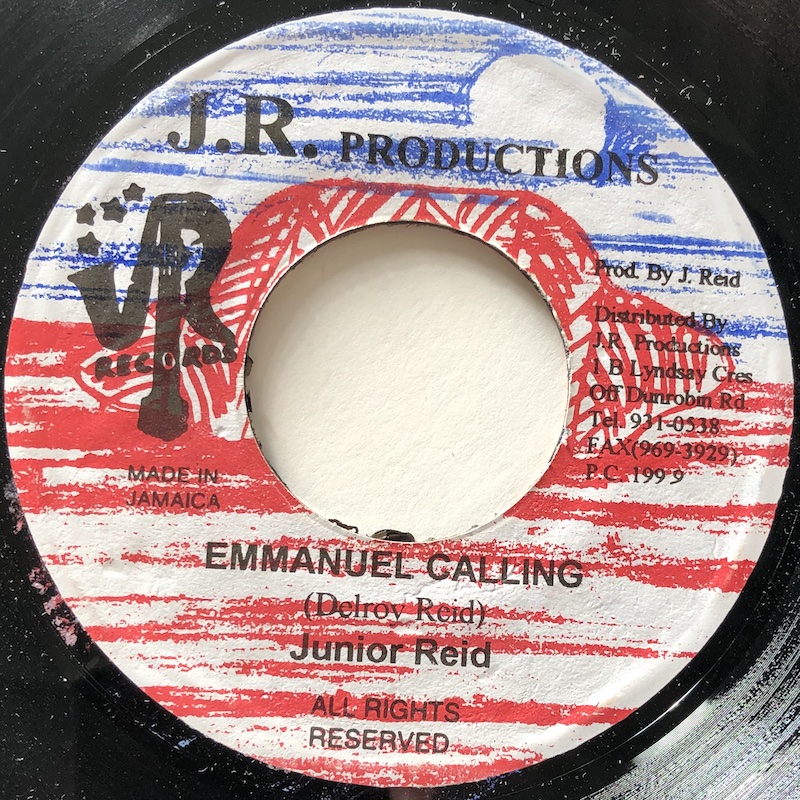 J.R. PRODUCTIONS
JR
RECORDS
Prod. By J. Reid
Distributed By
J.R. Productions
1 B Lyndsay Cres
Off Dunrobin Rd.
Tel. 931-0538
FAX(969-3929)
P.C. 1999
MADE IN
JAMAICA
EMMANUEL CALLING
(Delroy Reid)
Junior Reid
ALL RIGHTS
RESERVED